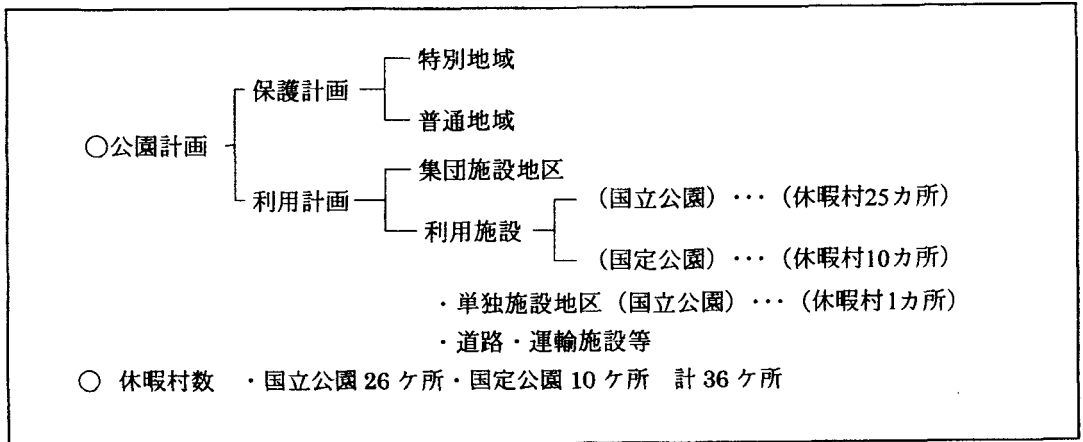 特別地域
保護計画
普通地域
○公園計画
集団施設地区
利用計画
(国立公園)・・・(休暇村25カ所)
利用施設
(国定公園)・・・(休暇村10カ所)
・単独施設地区(国立公園)・・・(休暇村1カ所)
・道路・運輸施設等
○ 休暇村数 ・国立公園 26 ケ所・国定公園 10 ケ所 計 36 ケ所